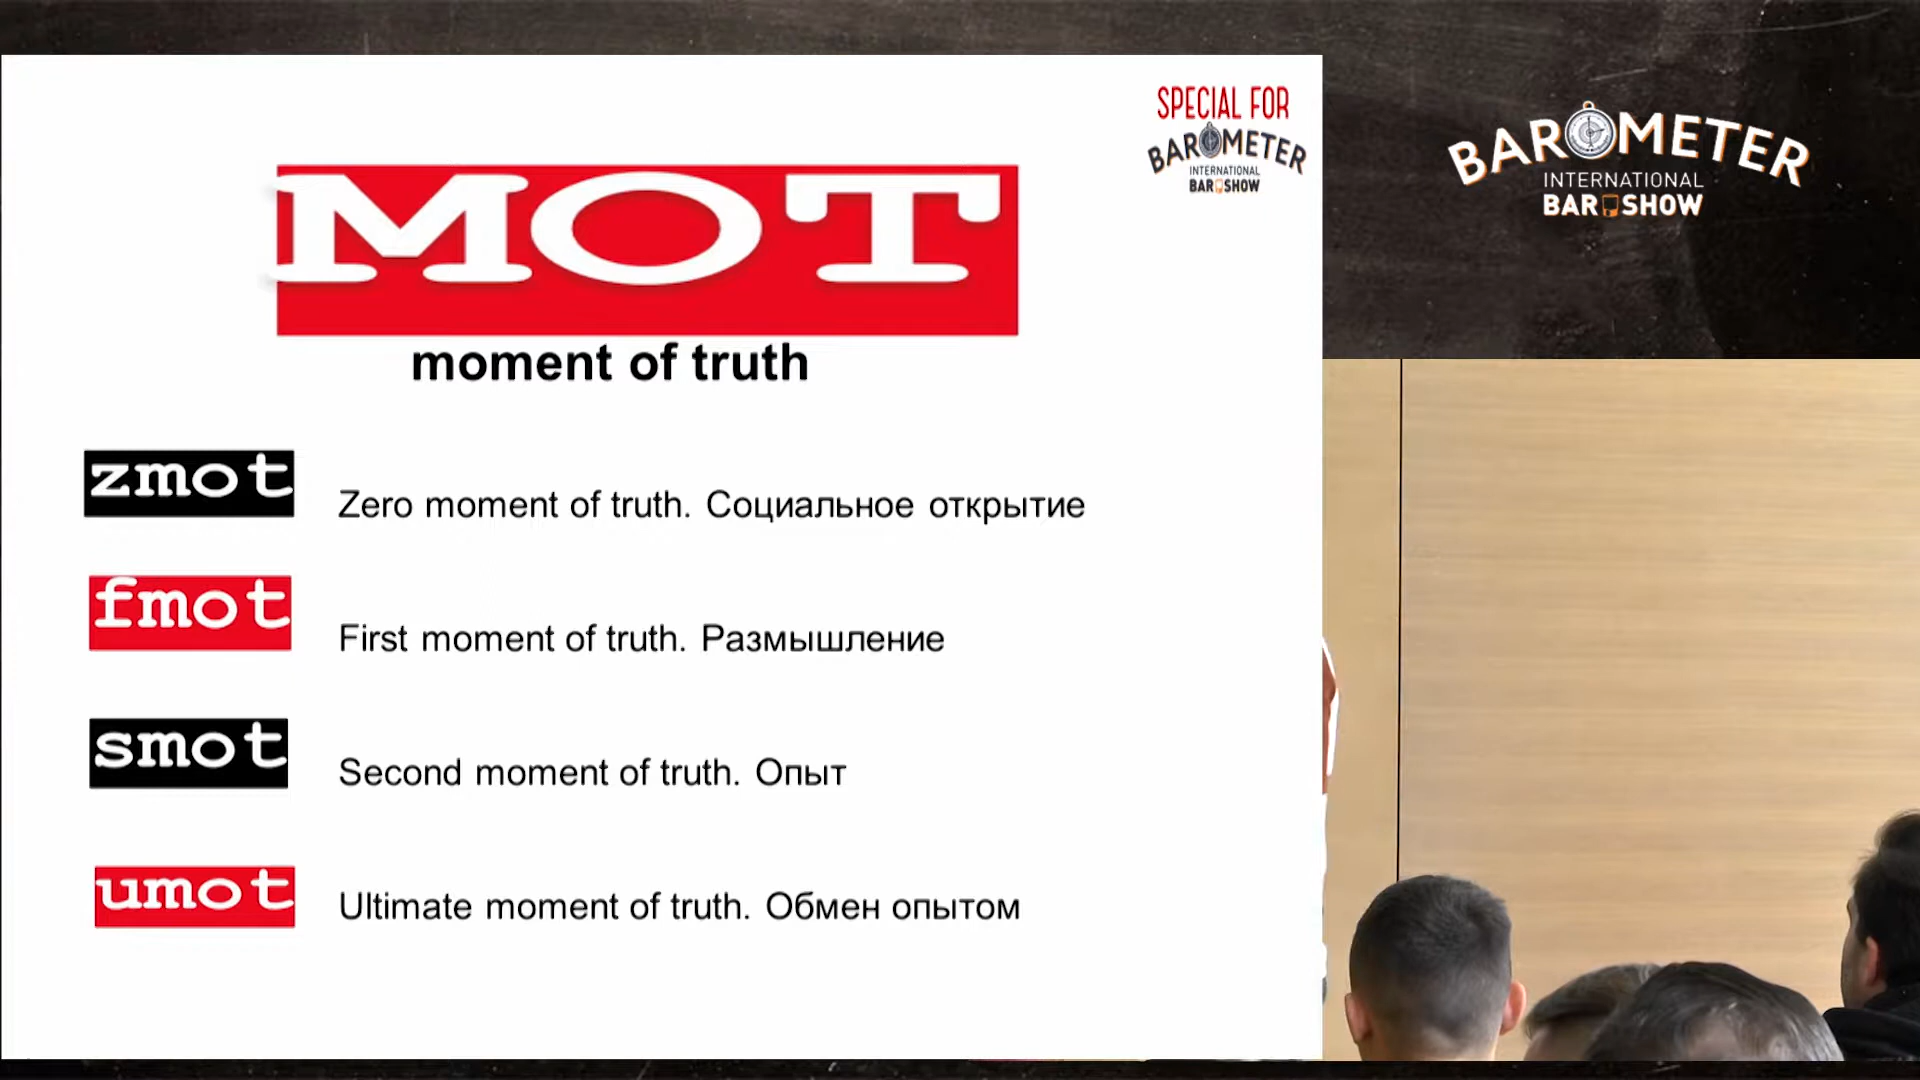 SPECIAL FOR
BAROMETER
INTERNATIONAL
BAR SHOW
BAROMETER
INTERNATIONAL
BAR SHOW
MOT
moment of truth
zmot
Zero moment of truth. Социальное открытие
fmot
First moment of truth. Размышление
smot
Second moment of truth. Опыт
umot
Ultimate moment of truth. Обмен опытом